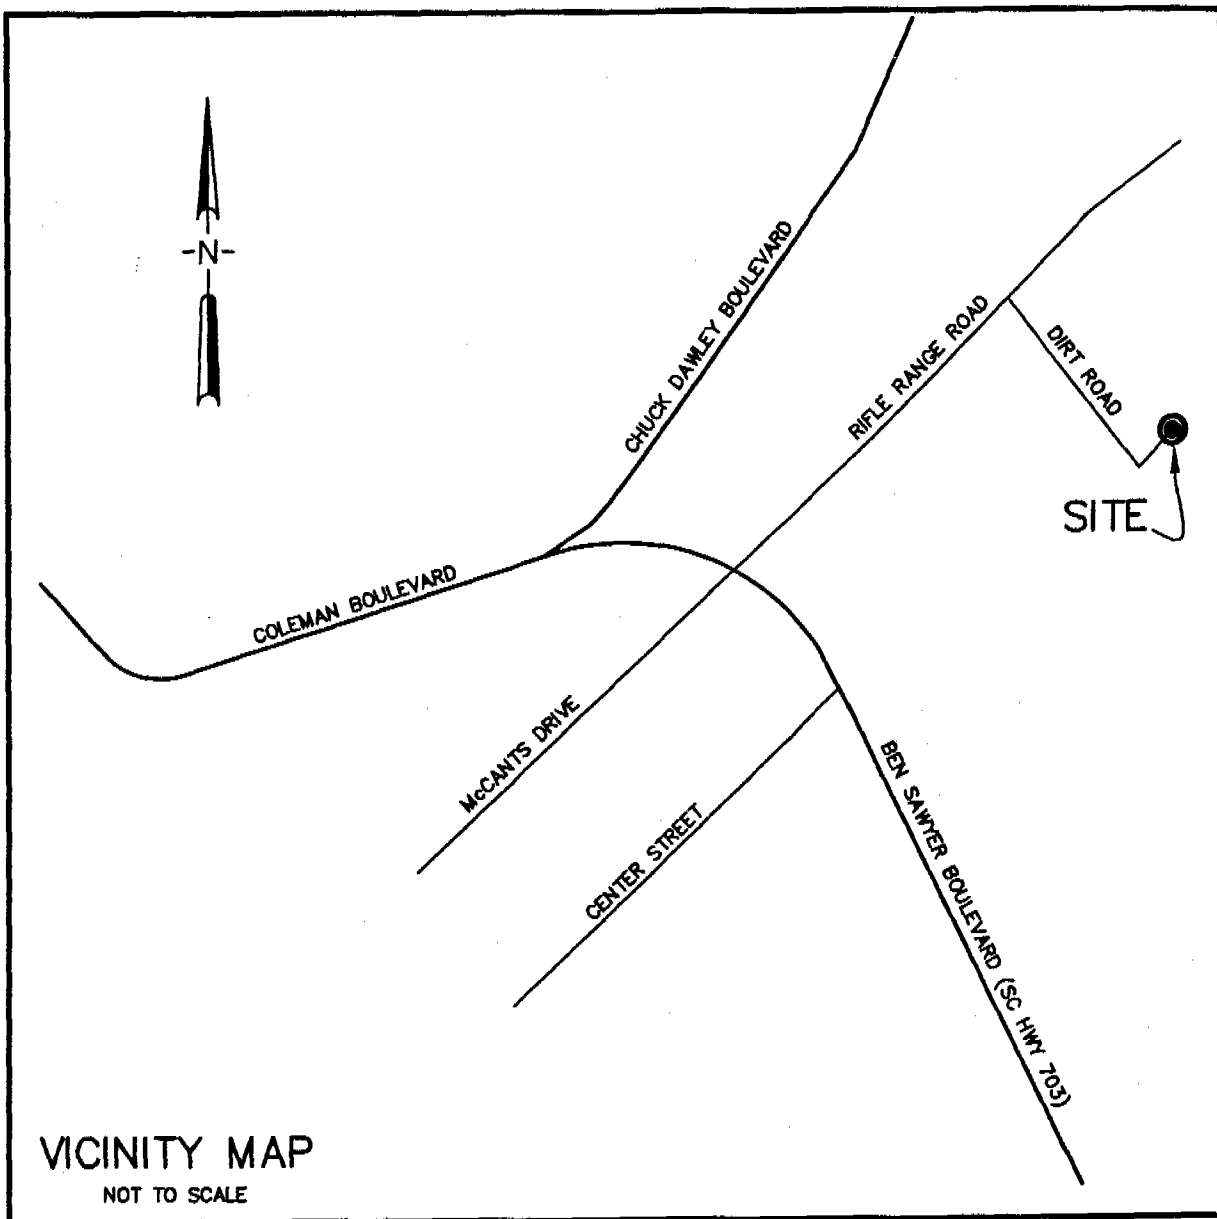 -N-
CHUCK DAWLEY BOULEVARD
RIFLE RANGE ROAD
DIRT ROAD
SITE
COLEMAN BOULEVARD
McCANTS DRIVE
CENTER STREET
BEN SAWYER BOULEVARD (SC HWY 703)
VICINITY MAP
NOT TO SCALE